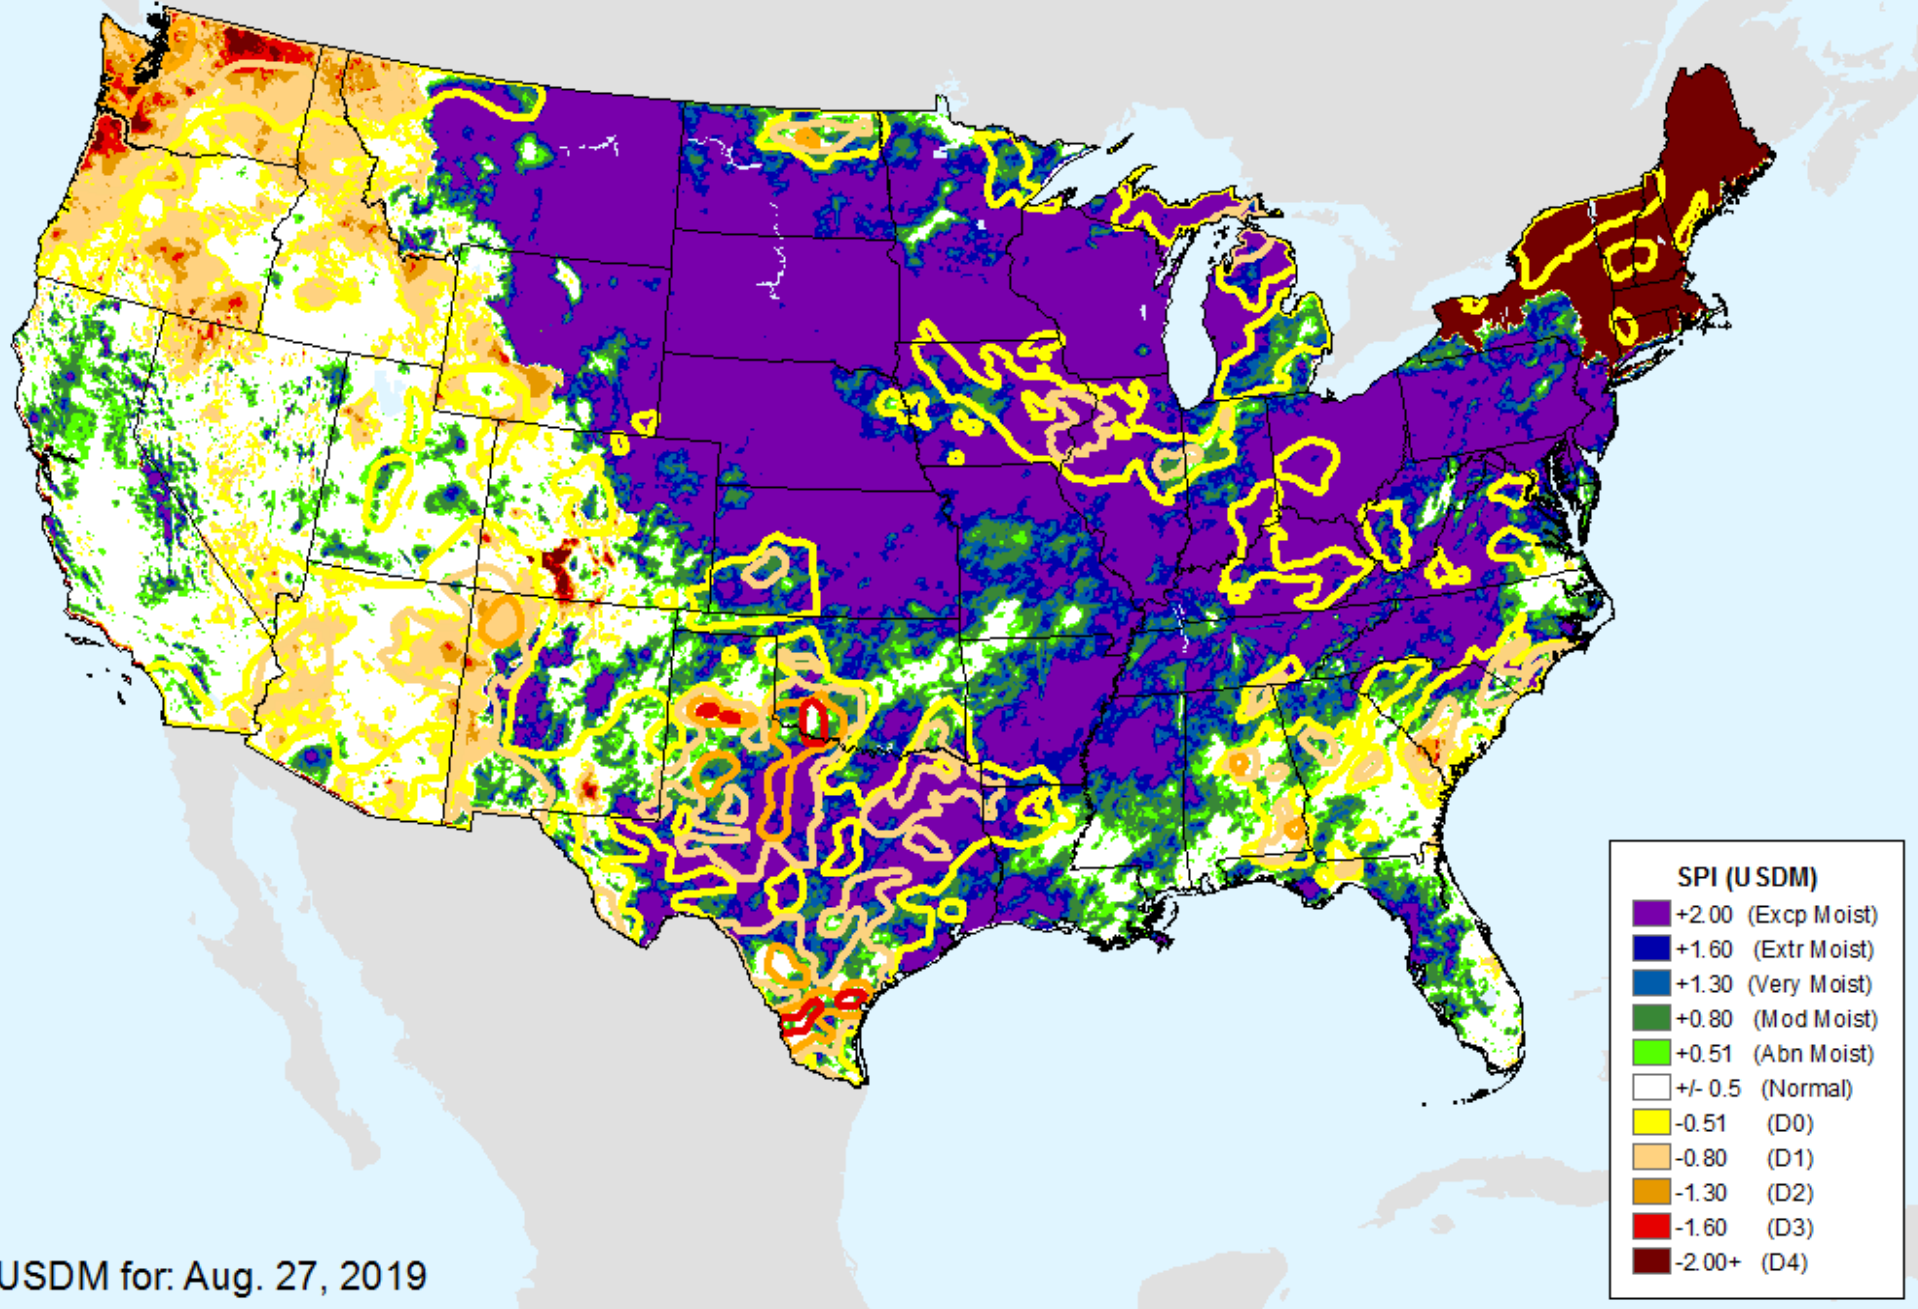 SPI (USDM)
+2.00 (Excp Moist)
+1.60 (Extr Moist)
+1.30 (Very Moist)
+0.80 (Mod Moist)
+0.51 (Abn Moist)
+/- 0.5 (Normal)
-0.51 (D0)
-0.80 (D1)
-1.30 (D2)
-1.60 (D3)
-2.00+ (D4)
USDM for: Aug. 27, 2019